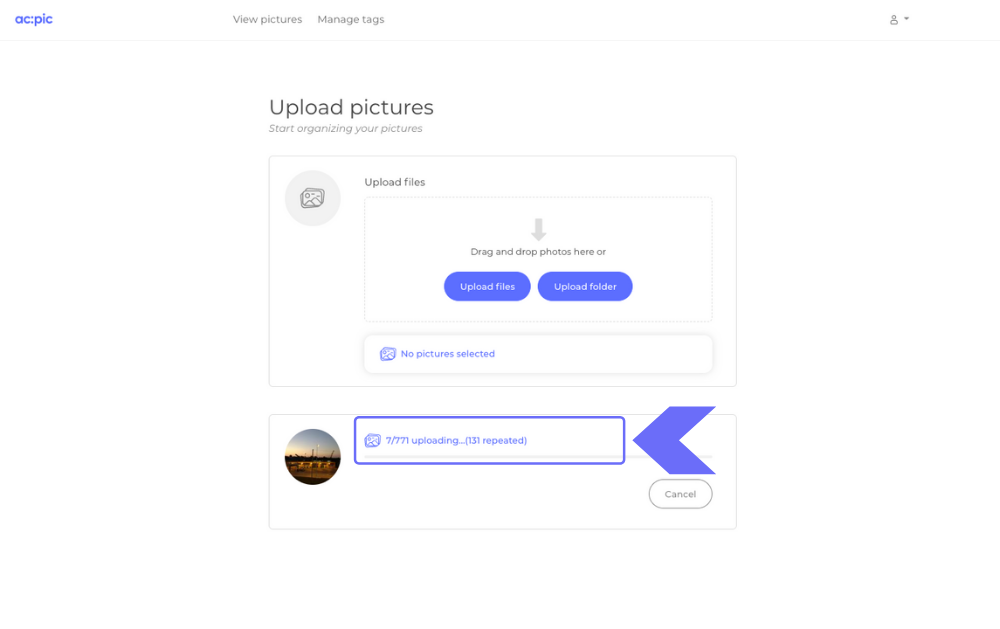 ac:pic
View pictures
Manage tags
Upload pictures
Start organizing your pictures
Upload files
Drag and drop photos here or
Upload files
Upload folder
No pictures selected
7/771 uploading...(131 repeated)
Cancel